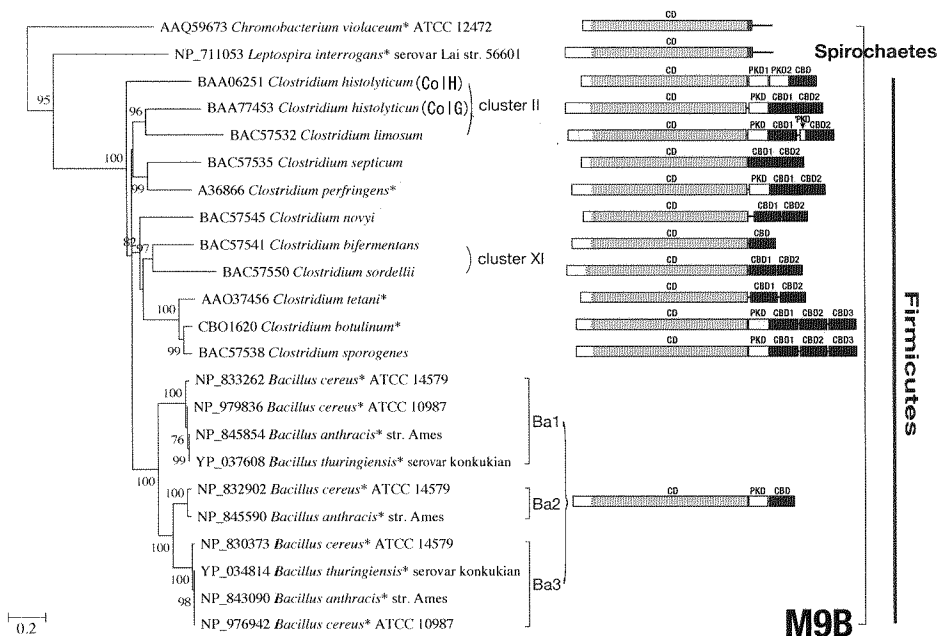 AAQ59673 Chromobacterium violaceum* ATCC 12472 CD
NP_711053 Leptospira interrogans* serovar Lai str. 56601 CD Spirochaetes
BAA06251 Clostridium histolyticum (ColH) CD PKD1 PKD2 CBD
95
96 BAA77453 Clostridium histolyticun (ColG) cluster II CD PKD CBD1 CBD2
BAC57532 Clostridium limosum CD PKD CBD1 PKD CBD2
100 BAC57535 Clostridium septicum CD CBD1 CBD2
99 A36866 Clostridium perfringens* CD PKD CBD1 CBD2
BAC57545 Clostridium novyi CD CBD1 CBD2
82 97 BAC57541 Clostridium bifermentans CD CBD
BAC57550 Clostridium sordellii cluster XI CD CBD1 CBD2
100 AAO37456 Clostridium tetani* CD CBD1 CBD2
CBO1620 Clostridium botulinum* CD PKD CBD1 CBD2 CBD3
99 BAC57538 Clostridium sporogenes CD PKD CBD1 CBD2 CBD3
Firmicutes
100 NP_833262 Bacillus cereus* ATCC 14579
NP_979836 Bacillus cereus* ATCC 10987 Ba1
76 NP_845854 Bacillus anthracis* str. Ames
99 YP_037608 Bacillus thuringiensis* serovar konkukian
100
100 NP_832902 Bacillus cereus* ATCC 14579 Ba2 CD PKD CBD
NP_845590 Bacillus anthracis* str. Ames
100 NP_830373 Bacillus cereus* ATCC 14579
100 YP_034814 Bacillus thuringiensis* serovar konkukian Ba3
98 NP_843090 Bacillus anthracis* str. Ames
NP_976942 Bacillus cereus* ATCC 10987
0.2 M9B